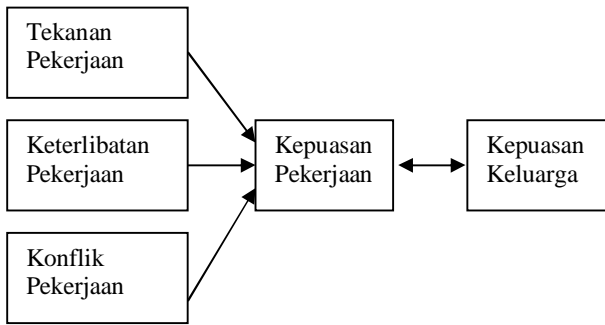 Tekanan
Pekerjaan
Keterlibatan
Pekerjaan
Konflik
Pekerjaan
Kepuasan
Pekerjaan
Kepuasan
Keluarga